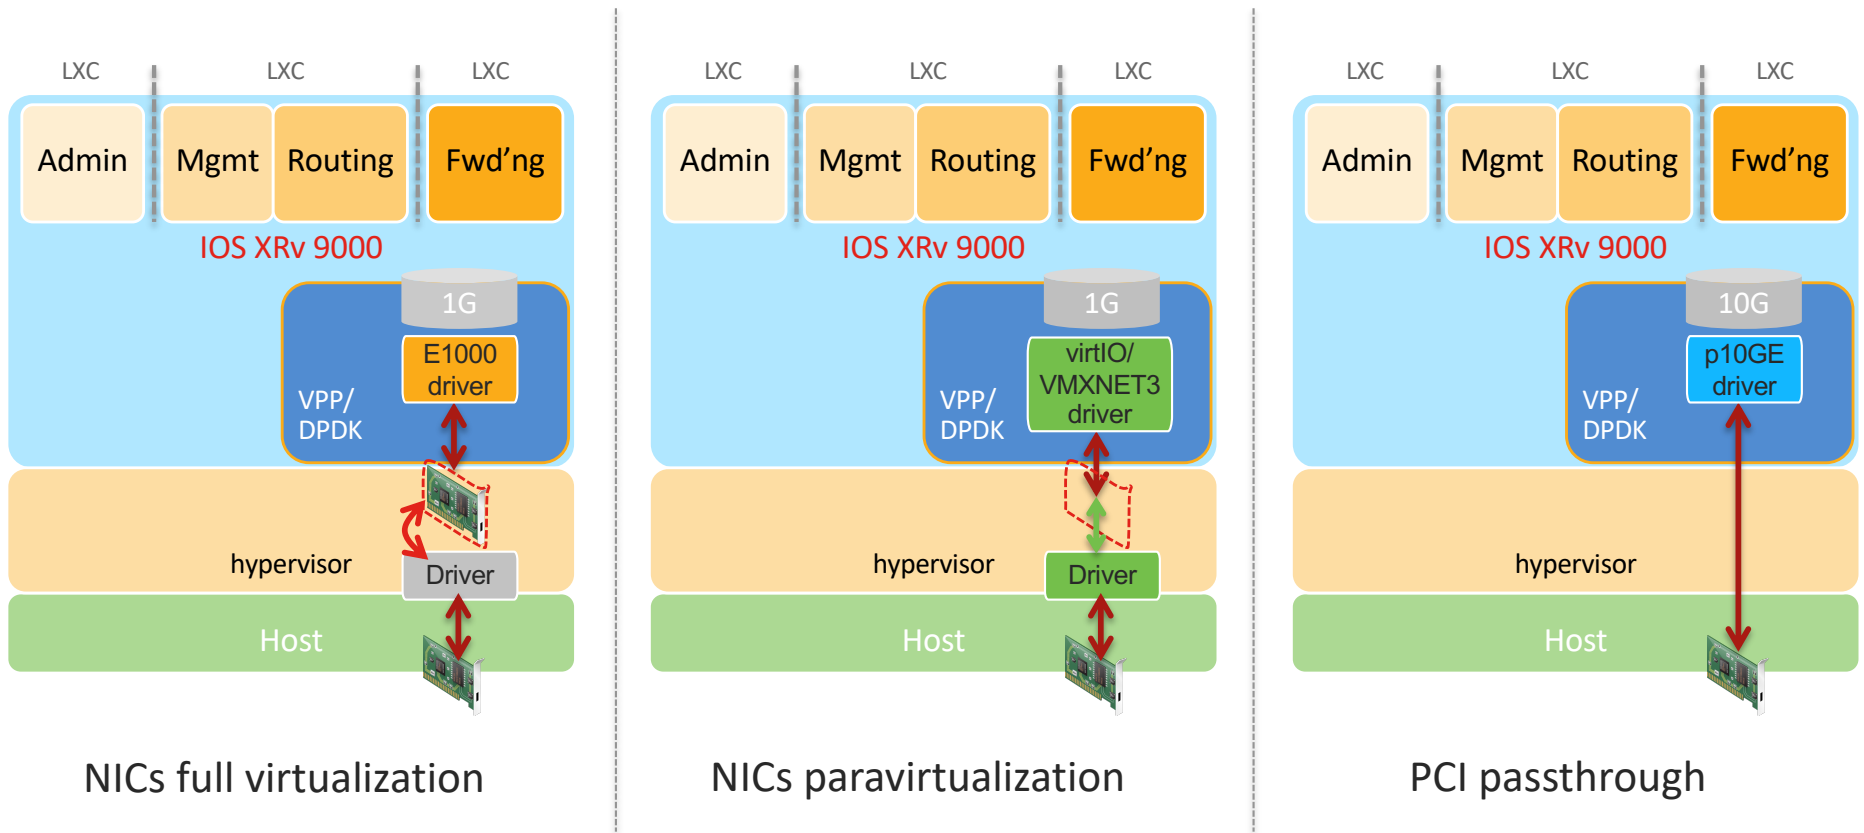 LXC LXC LXC
Admin Mgmt Routing Fwd’ng
IOS XRv 9000
1G
E1000
driver
VPP/
DPDK
hypervisor
Driver
Host
NICs full virtualization
LXC LXC LXC
Admin Mgmt Routing Fwd’ng
IOS XRv 9000
1G
virtIO/
VMXNET3
driver
VPP/
DPDK
hypervisor
Driver
Host
NICs paravirtualization
LXC LXC LXC
Admin Mgmt Routing Fwd’ng
IOS XRv 9000
10G
p10GE
driver
VPP/
DPDK
hypervisor
Host
PCI passthrough